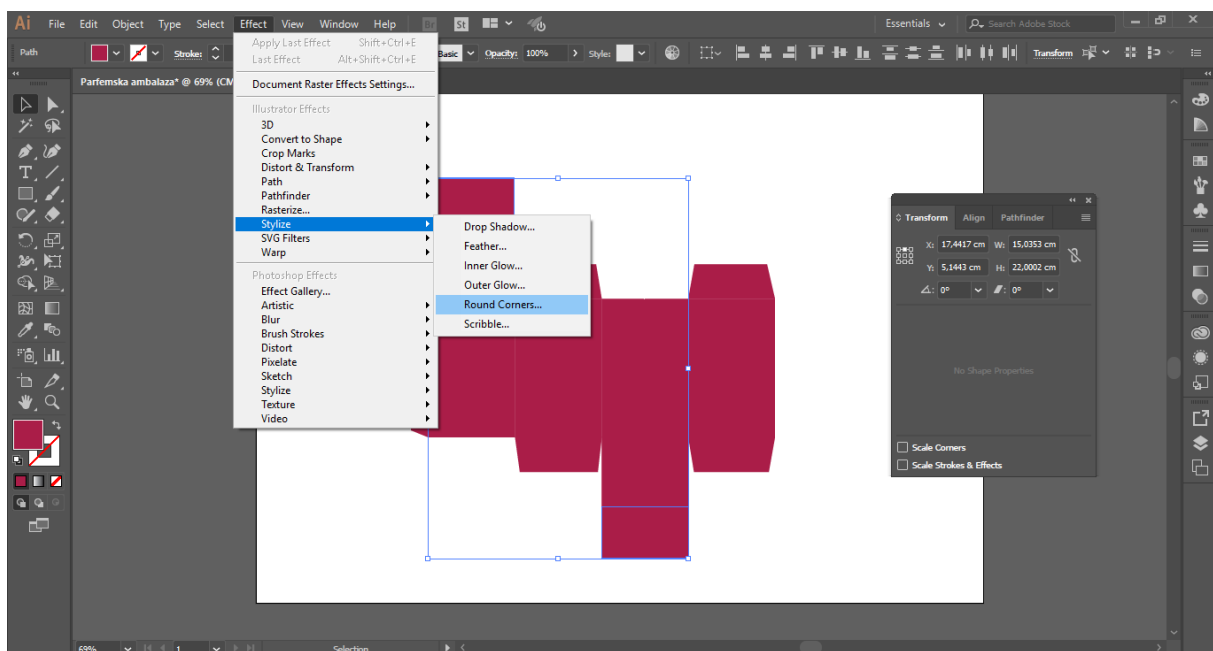 Ai File Edit Object Type Select Effect View Window Help Br St Essentials Search Adobe Stock
Path Stroke: Basic Opacity: 100% Style: Transform
Parfemska ambalaza* @ 69% (CM
Apply Last Effect Shift+Ctrl+E
Last Effect Alt+Shift+Ctrl+E
Document Raster Effects Settings...
Illustrator Effects
3D
Convert to Shape
Crop Marks
Distort & Transform
Path
Pathfinder
Rasterize...
Stylize
SVG Filters
Warp
Photoshop Effects
Effect Gallery...
Artistic
Blur
Brush Strokes
Distort
Pixelate
Sketch
Stylize
Texture
Video
Drop Shadow...
Feather...
Inner Glow...
Outer Glow...
Round Corners...
Scribble...
Transform Align Pathfinder
X: 17,4417 cm W: 15,0353 cm
Y: 5,1443 cm H: 22,0002 cm
0° 0°
No Shape Properties
Scale Corners
Scale Strokes & Effects
69% 1 Selection